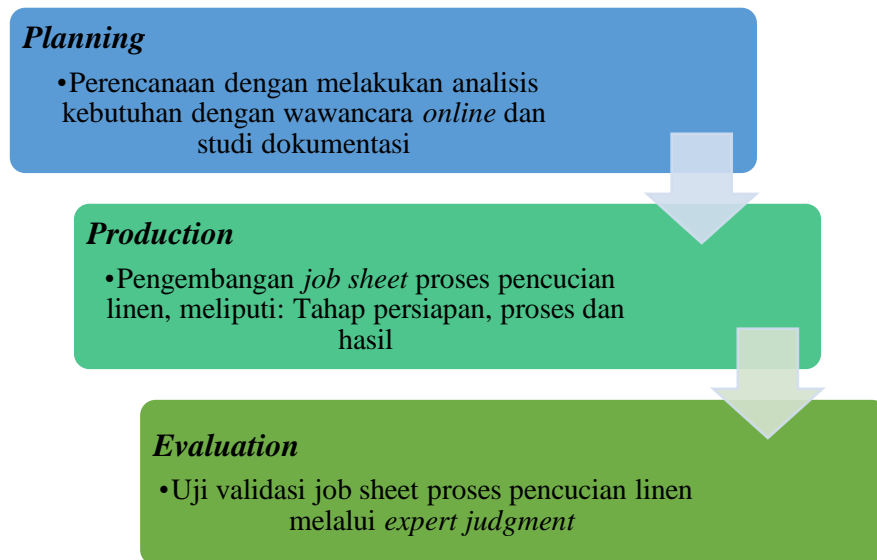 Planning
•Perencanaan dengan melakukan analisis
kebutuhan dengan wawancara online dan
studi dokumentasi
Production
•Pengembangan job sheet proses pencucian
linen, meliputi: Tahap persiapan, proses dan
hasil
Evaluation
•Uji validasi job sheet proses pencucian linen
melalui expert judgment